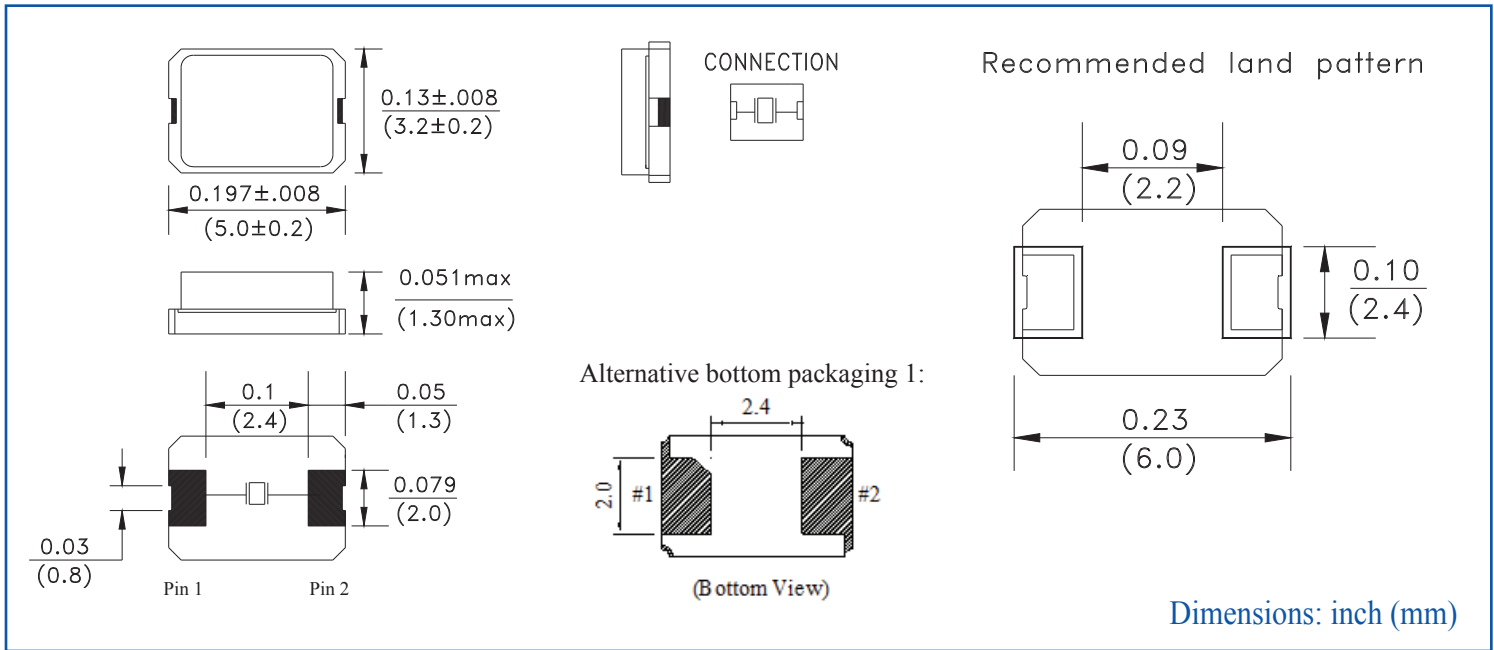 0.13±.008
(3.2±0.2)
0.197±.008
(5.0±0.2)
0.051max
(1.30max)
0.1
(2.4)
0.05
(1.3)
0.079
(2.0)
0.03
(0.8)
Pin 1
Pin 2
CONNECTION
Alternative bottom packaging 1:
2.4
2.0
#1
#2
(Bottom View)
Recommended land pattern
0.09
(2.2)
0.10
(2.4)
0.23
(6.0)
Dimensions: inch (mm)